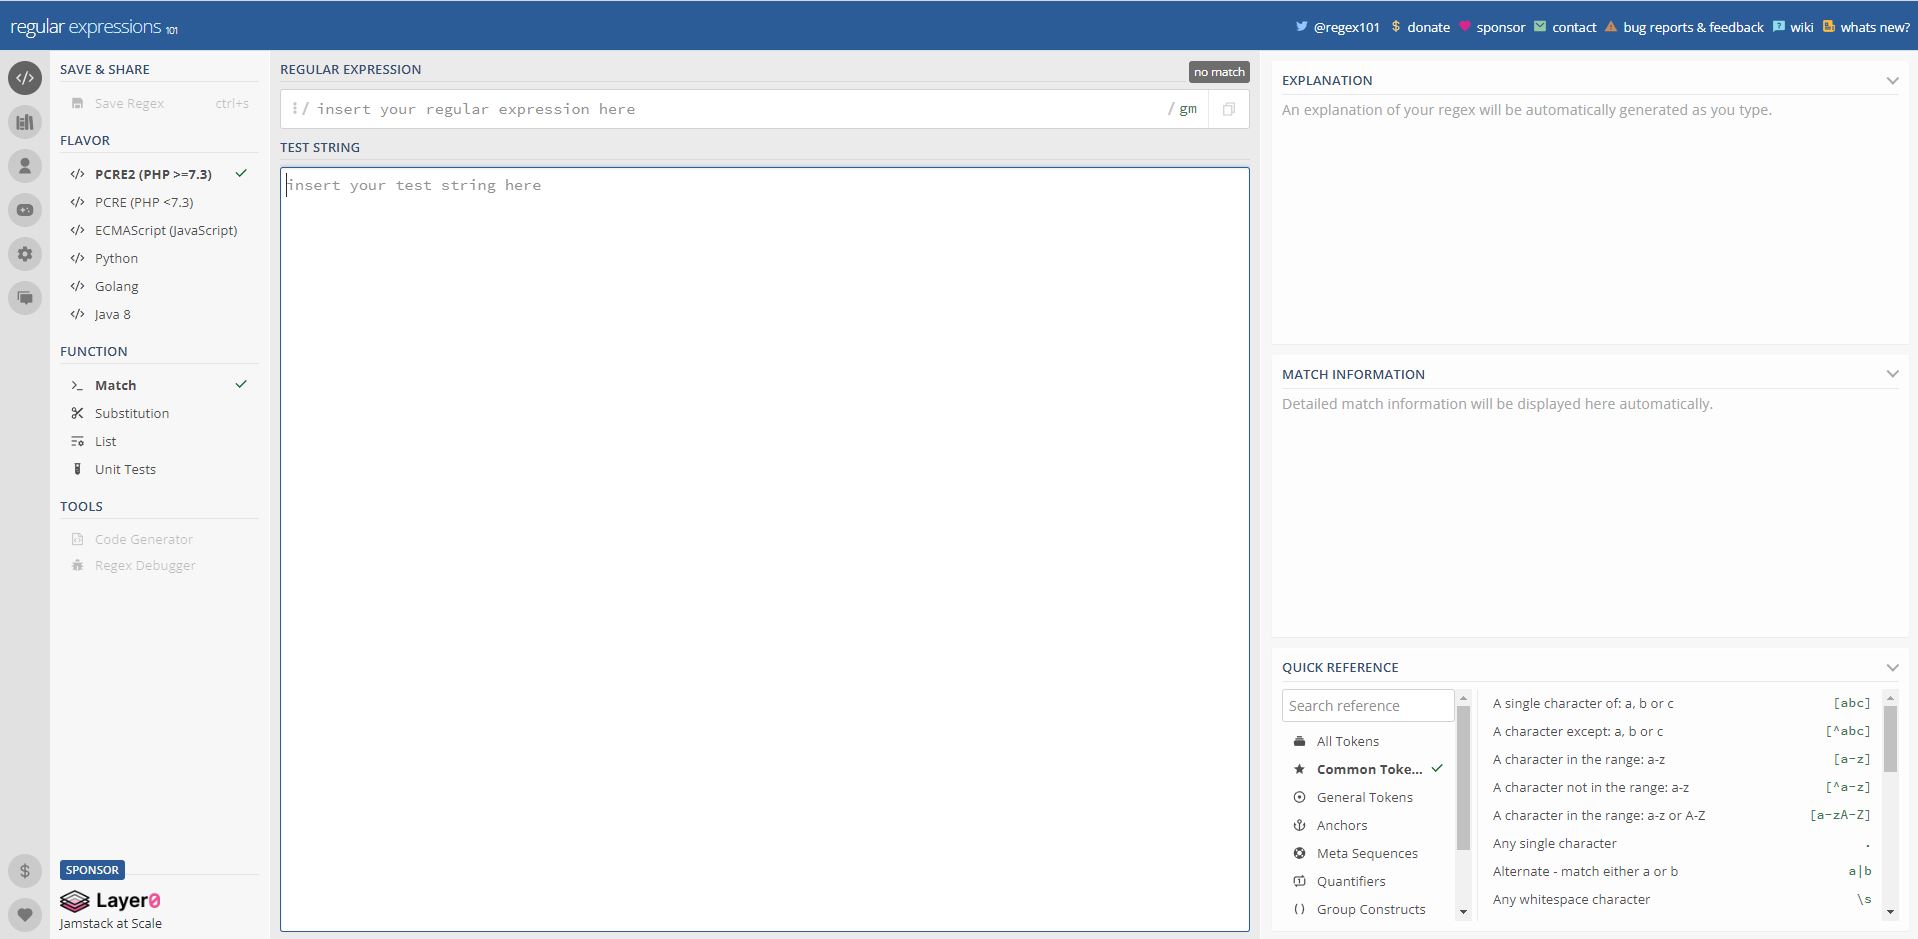 regular expressions 101
@regex101 $ donate sponsor contact bug reports & feedback wiki whats new?
SAVE & SHARE
Save Regex ctrl+s
FLAVOR
</> PCRE2 (PHP >=7.3)
</> PCRE (PHP <7.3)
</> ECMAScript (JavaScript)
</> Python
</> Golang
</> Java 8
FUNCTION
>_ Match
Substitution
List
Unit Tests
TOOLS
Code Generator
Regex Debugger
SPONSOR
Layer0
Jamstack at Scale
REGULAR EXPRESSION
no match
/ insert your regular expression here / gm
TEST STRING
insert your test string here
EXPLANATION
An explanation of your regex will be automatically generated as you type.
MATCH INFORMATION
Detailed match information will be displayed here automatically.
QUICK REFERENCE
Search reference
All Tokens
Common Toke...
General Tokens
Anchors
Meta Sequences
Quantifiers
() Group Constructs
A single character of: a, b or c [abc]
A character except: a, b or c [^abc]
A character in the range: a-z [a-z]
A character not in the range: a-z [^a-z]
A character in the range: a-z or A-Z [a-zA-Z]
Any single character .
Alternate - match either a or b a|b
Any whitespace character \s